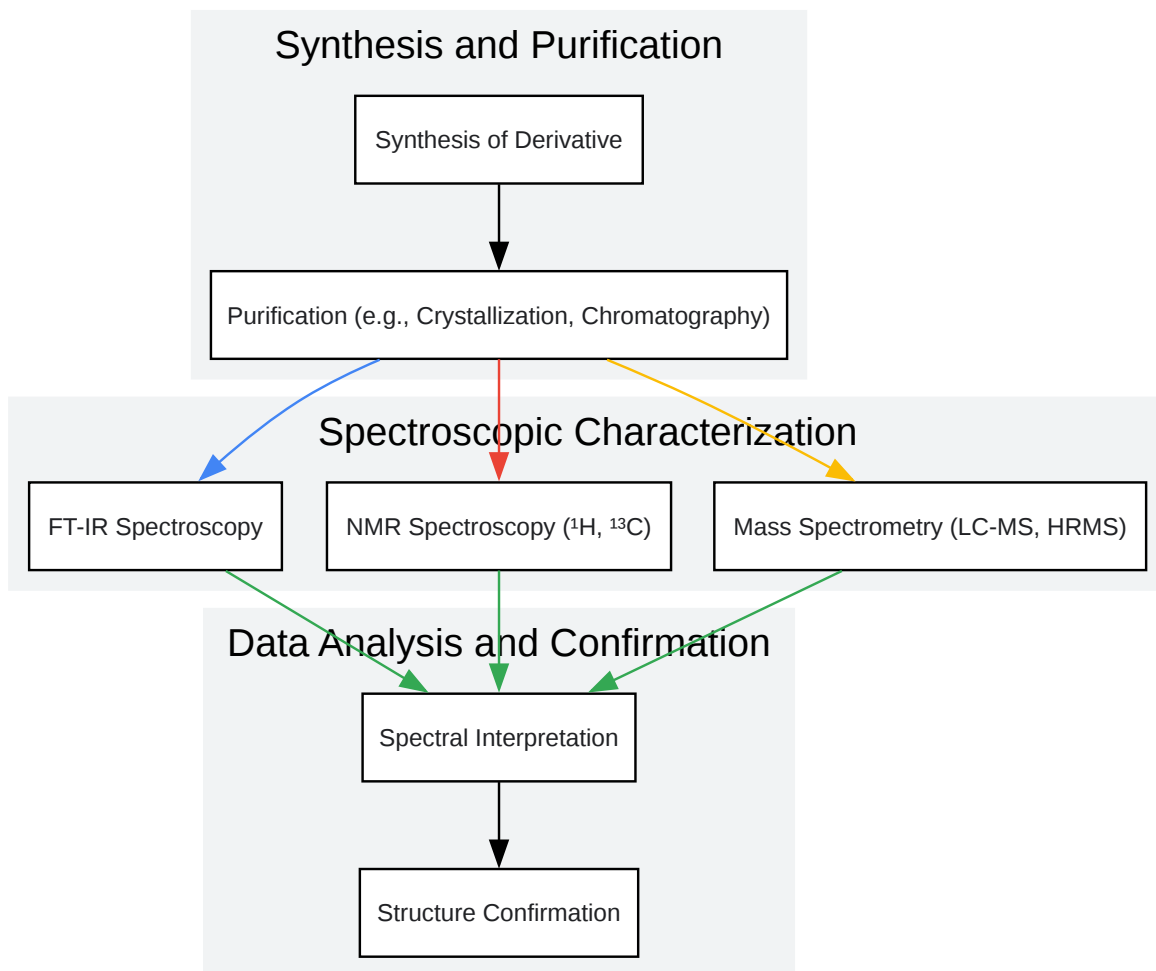 Synthesis and Purification
Synthesis of Derivative
Purification (e.g., Crystallization, Chromatography)
Spectroscopic Characterization
FT-IR Spectroscopy
NMR Spectroscopy (¹H, ¹³C)
Mass Spectrometry (LC-MS, HRMS)
Data Analysis and Confirmation
Spectral Interpretation
Structure Confirmation